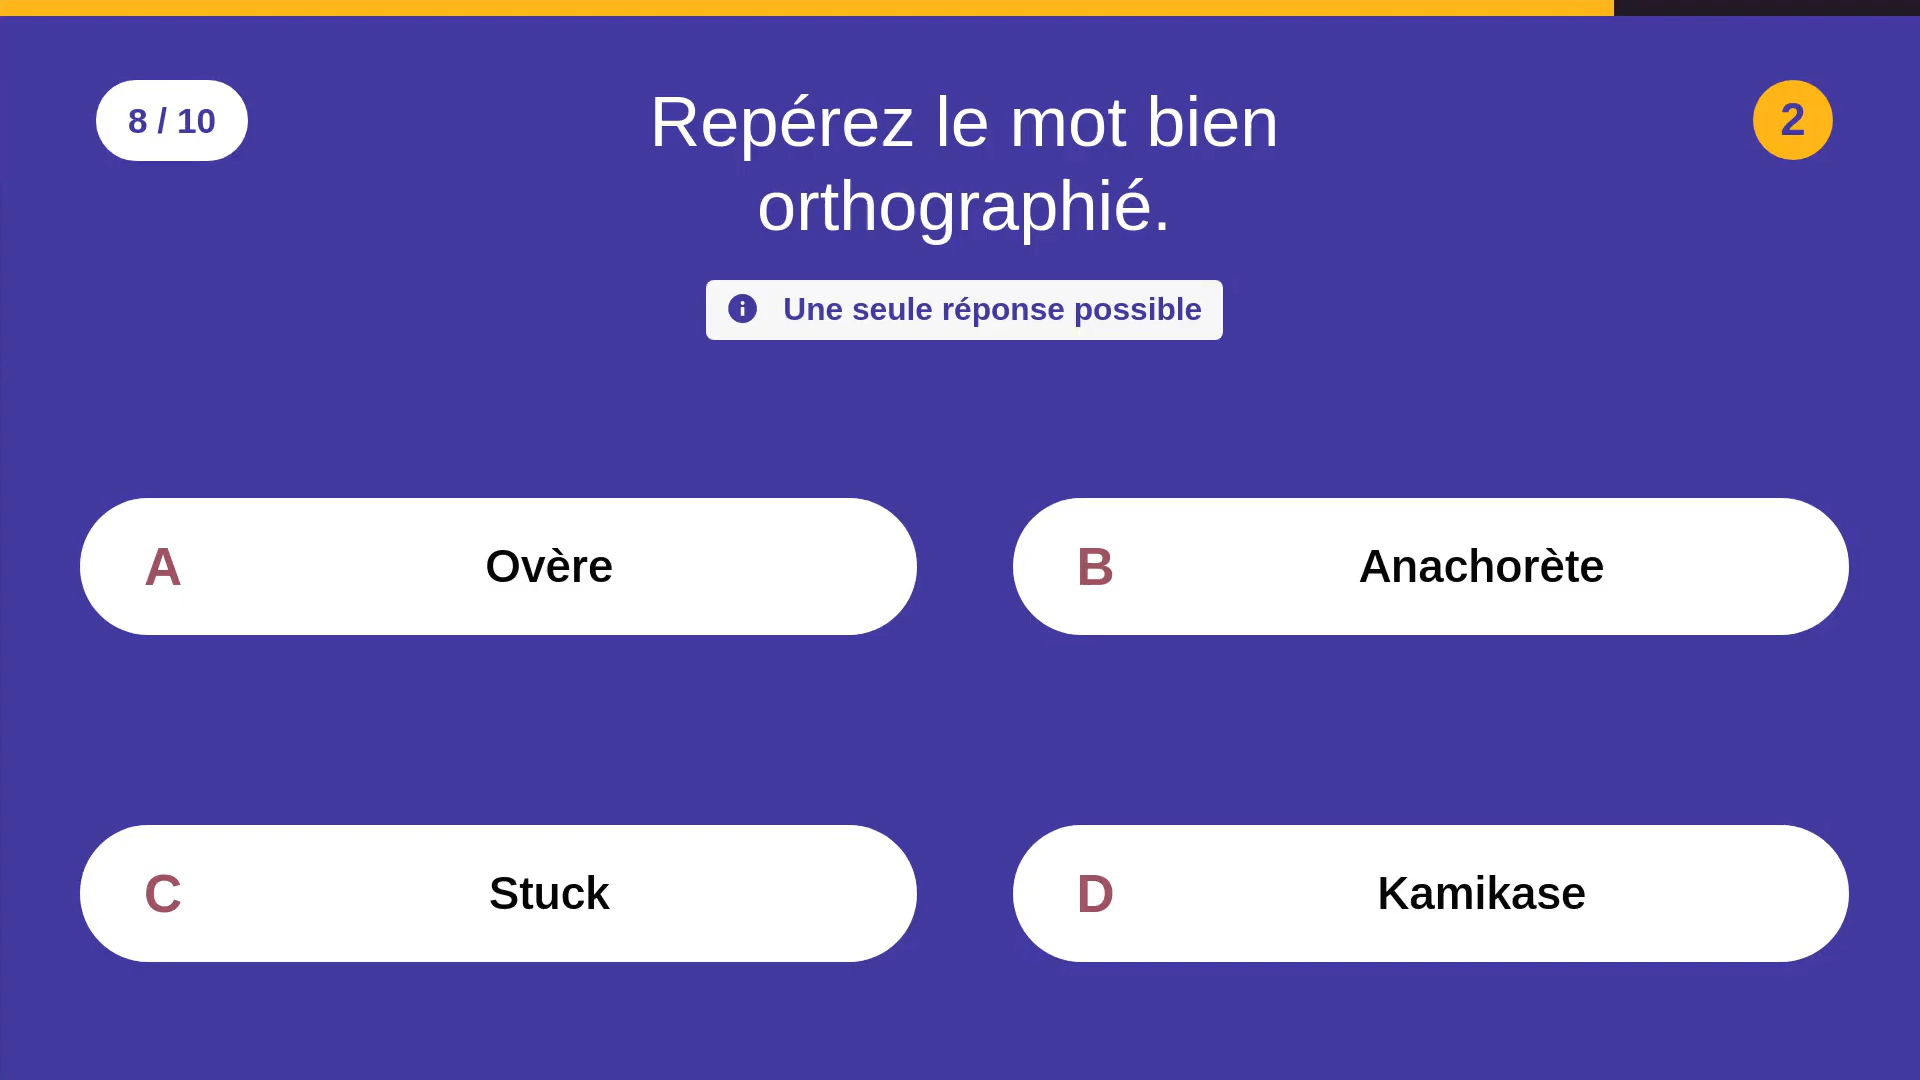 8 / 10
Repérez le mot bien
orthographié.
2
Une seule réponse possible
A Ovère
B Anachorète
C Stuck
D Kamikase